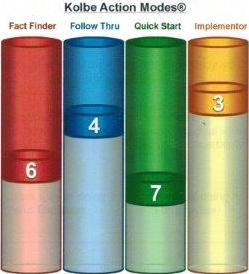 Kolbe Action Modes®
Fact Finder Follow Thru Quick Start Implementor
6 4 7 3